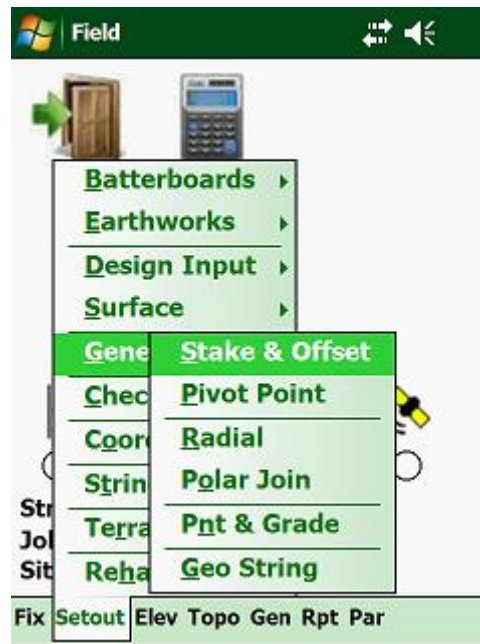 Field
Batterboards
Earthworks
Design Input
Surface
Gene Stake & Offset
Chec Pivot Point
Coor Radial
Strin Polar Join
Terra Pnt & Grade
Reha Geo String
Str
Jol
Sit
Fix Setout Elev Topo Gen Rpt Par